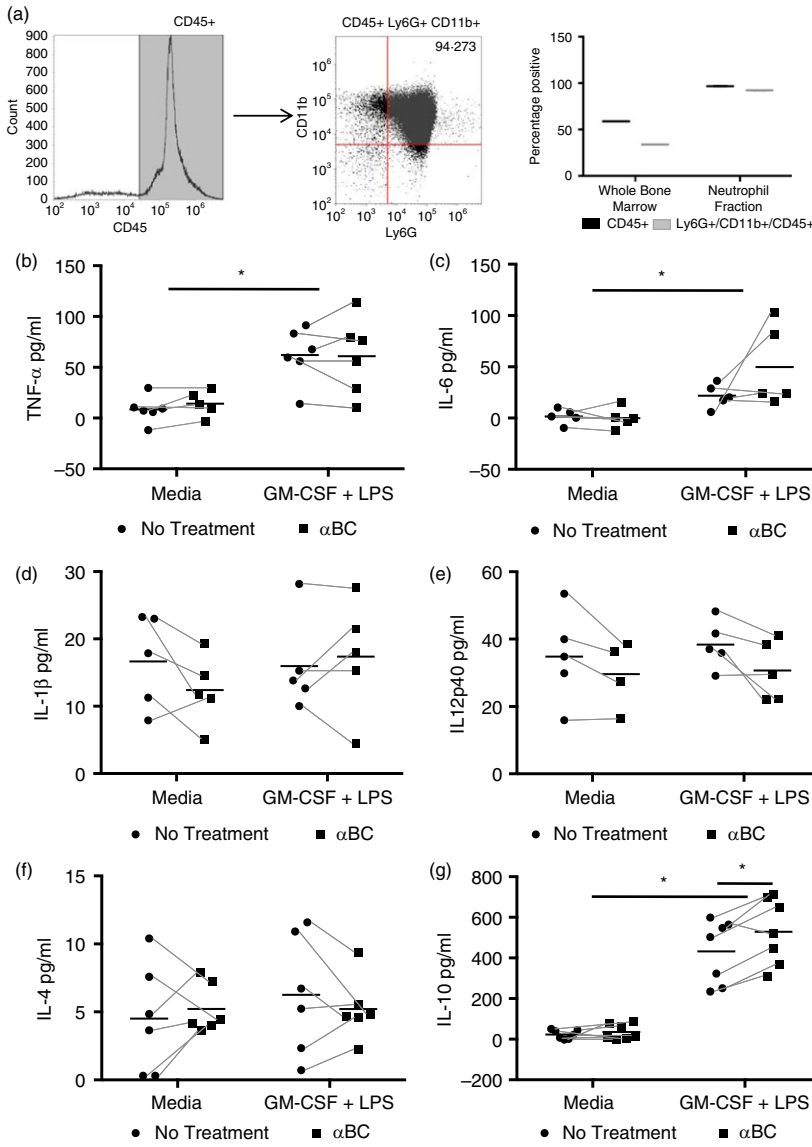 (a)
CD45+
900
800
700
600
500
400
300
200
100
0
Count
10² 10³ 10⁴ 10⁵ 10⁶
CD45
CD45+ Ly6G+ CD11b+
94·273
10⁶
10⁵
10⁴
10³
10²
CD11b
10² 10³ 10⁴ 10⁵ 10⁶
Ly6G
150
100
50
0
Percentage positive
Whole Bone Marrow
Neutrophil Fraction
CD45+ Ly6G+/CD11b+/CD45+
(b)
*
150
100
50
0
–50
TNF-α pg/ml
Media GM-CSF + LPS
No Treatment αBC
(c)
*
150
100
50
0
–50
IL-6 pg/ml
Media GM-CSF + LPS
No Treatment αBC
(d)
30
20
10
0
IL-1β pg/ml
Media GM-CSF + LPS
No Treatment αBC
(e)
60
40
20
0
IL12p40 pg/ml
Media GM-CSF + LPS
No Treatment αBC
(f)
15
10
5
0
IL-4 pg/ml
Media GM-CSF + LPS
No Treatment αBC
(g)
* *
800
600
400
200
0
–200
IL-10 pg/ml
Media GM-CSF + LPS
No Treatment αBC